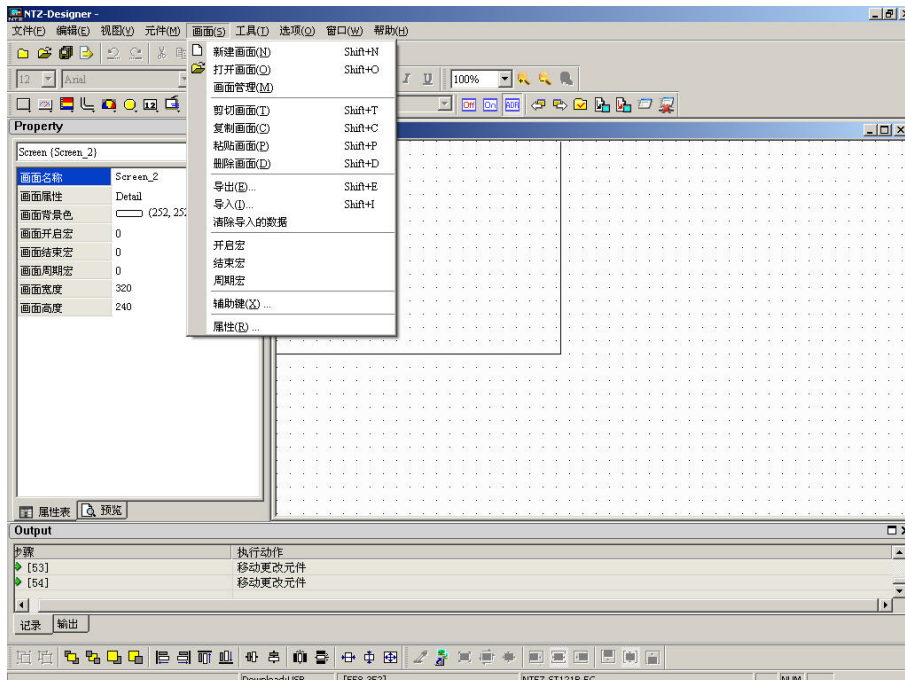 NTZ-Designer -
文件(F) 编辑(E) 视图(V) 元件(M) 画面(S) 工具(T) 选项(O) 窗口(W) 帮助(H)
新建画面(N) Shift+N
打开画面(O) Shift+O
画面管理(M)
剪切画面(T) Shift+T
复制画面(C) Shift+C
粘贴画面(P) Shift+P
删除画面(D) Shift+D
导出(E)... Shift+E
导入(I)... Shift+I
清除导入的数据
开启宏
结束宏
周期宏
辅助键(X) ...
属性(R) ...
12 Arial I U 100%
Off On ADR
Property
Screen {Screen_2}
画面名称 Screen_2
画面属性 Detail
画面背景色 (252, 252
画面开启宏 0
画面结束宏 0
画面周期宏 0
画面宽度 320
画面高度 240
属性表 预览
Output
步骤 执行动作
[53] 移动更改元件
[54] 移动更改元件
记录 输出
Download:USB [558,352] NUM